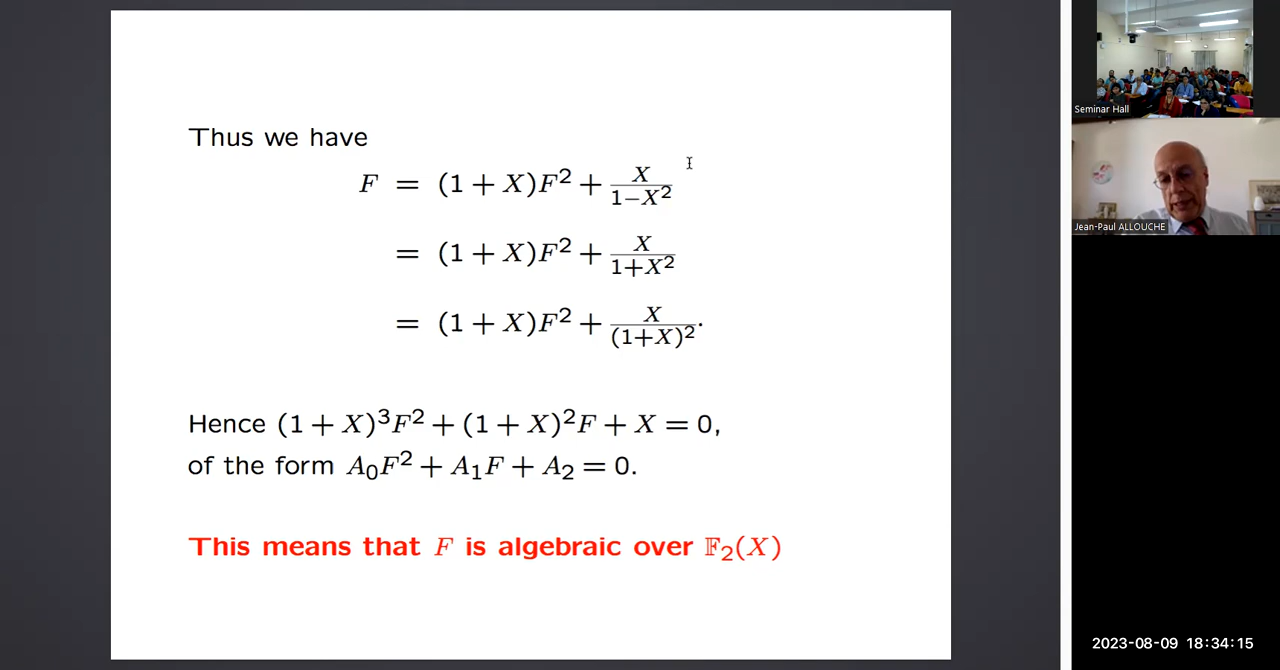 Thus we have
F = (1 + X)F² + X/(1−X²)
= (1 + X)F² + X/(1+X²)
= (1 + X)F² + X/(1+X)².
Hence (1 + X)³F² + (1 + X)²F + X = 0,
of the form A₀F² + A₁F + A₂ = 0.
This means that F is algebraic over 𝔽₂(X)
Seminar Hall
Jean-Paul ALLOUCHE
2023-08-09 18:34:15